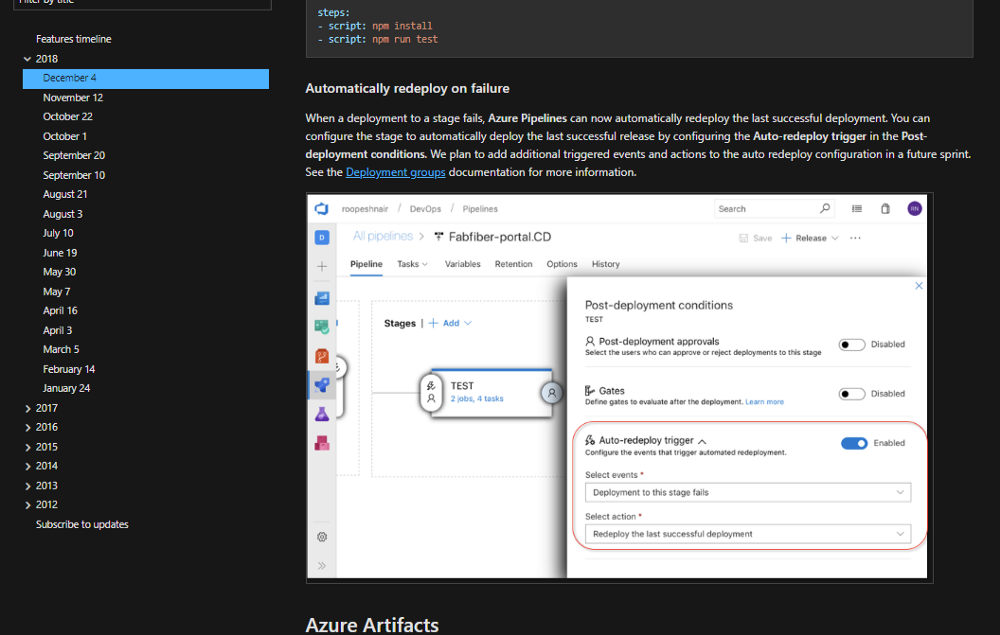 Filter by title
Features timeline
2018
December 4
November 12
October 22
October 1
September 20
September 10
August 21
August 3
July 10
June 19
May 30
May 7
April 16
April 3
March 5
February 14
January 24
2017
2016
2015
2014
2013
2012
Subscribe to updates
steps:
- script: npm install
- script: npm run test
Automatically redeploy on failure
When a deployment to a stage fails, Azure Pipelines can now automatically redeploy the last successful deployment. You can
configure the stage to automatically deploy the last successful release by configuring the Auto-redeploy trigger in the Post-
deployment conditions. We plan to add additional triggered events and actions to the auto redeploy configuration in a future sprint.
See the Deployment groups documentation for more information.
roopeshnair / DevOps / Pipelines
Search
RN
D
All pipelines > Fabfiber-portal.CD
Save + Release ...
Pipeline Tasks Variables Retention Options History
Stages | + Add
TEST
2 jobs, 4 tasks
Post-deployment conditions
TEST
Post-deployment approvals
Select the users who can approve or reject deployments to this stage
Disabled
Gates
Define gates to evaluate after the deployment. Learn more
Disabled
Auto-redeploy trigger
Configure the events that trigger automated redeployment.
Enabled
Select events *
Deployment to this stage fails
Select action *
Redeploy the last successful deployment
Azure Artifacts